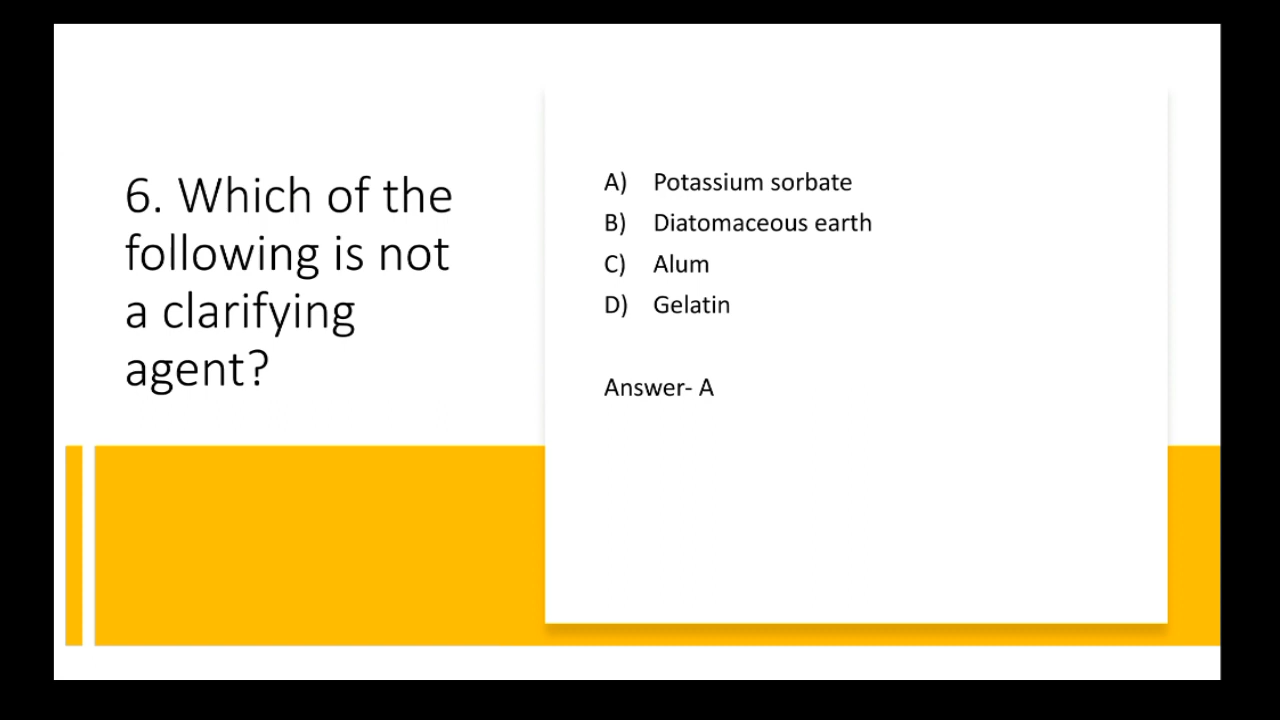 6. Which of the
following is not
a clarifying
agent?
A) Potassium sorbate
B) Diatomaceous earth
C) Alum
D) Gelatin
Answer- A